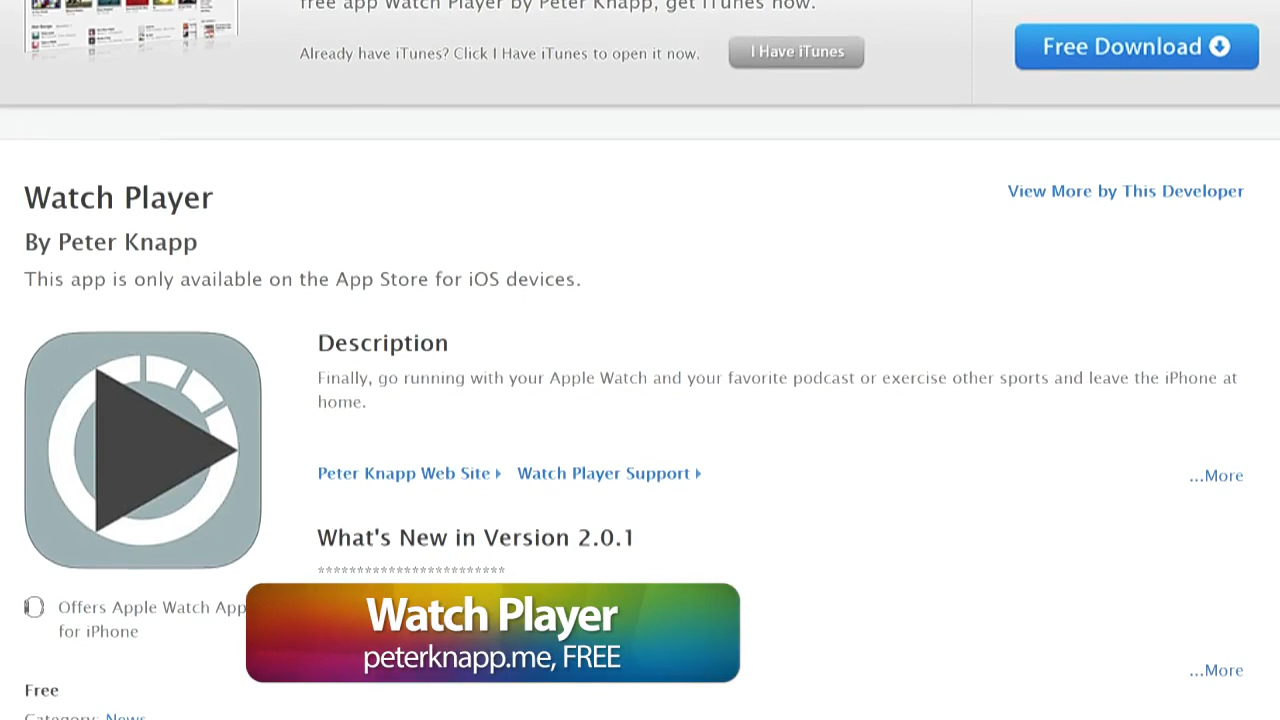 free app Watch Player by Peter Knapp, get iTunes now.
Already have iTunes? Click I Have iTunes to open it now.
I Have iTunes
Free Download
Watch Player
View More by This Developer
By Peter Knapp
This app is only available on the App Store for iOS devices.
Description
Finally, go running with your Apple Watch and your favorite podcast or exercise other sports and leave the iPhone at
home.
Peter Knapp Web Site
Watch Player Support
...More
What's New in Version 2.0.1
************************
Offers Apple Watch App
for iPhone
Watch Player
peterknapp.me, FREE
...More
Free
Category: News